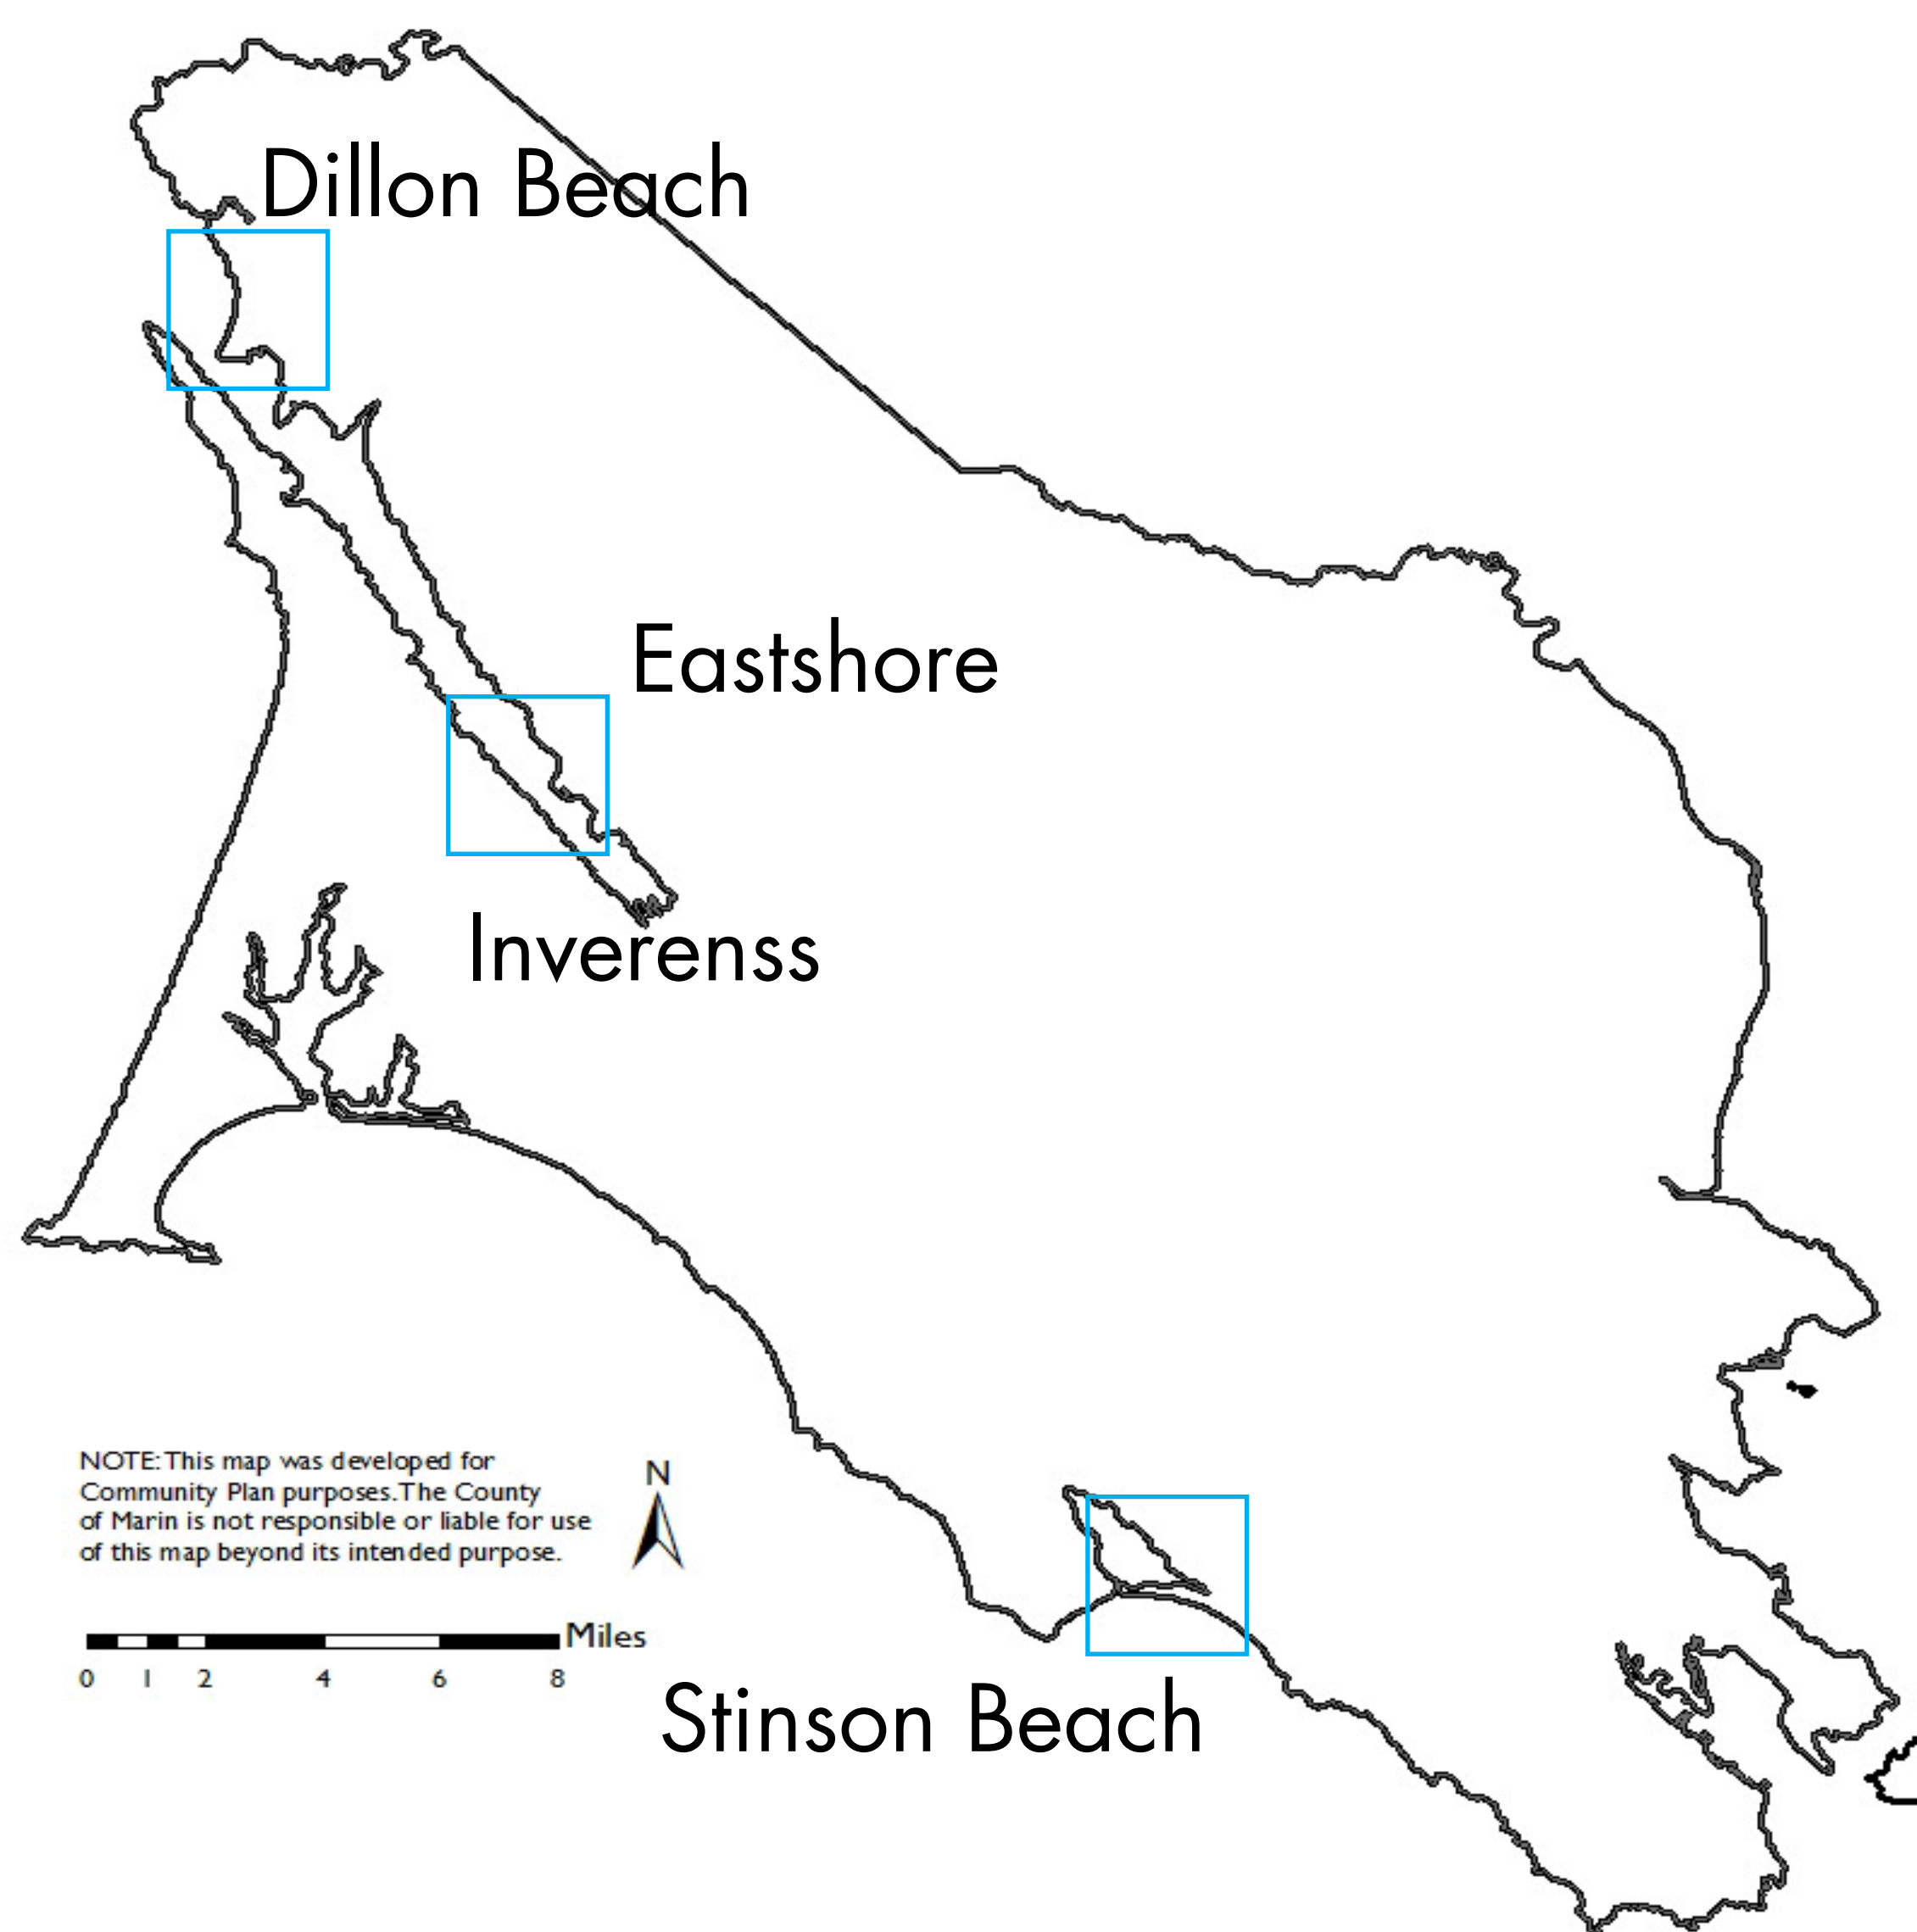 Dillon Beach
Eastshore
Inverenss
NOTE: This map was developed for
Community Plan purposes. The County
of Marin is not responsible or liable for use
of this map beyond its intended purpose.
N
Miles
0 1 2 4 6 8
Stinson Beach